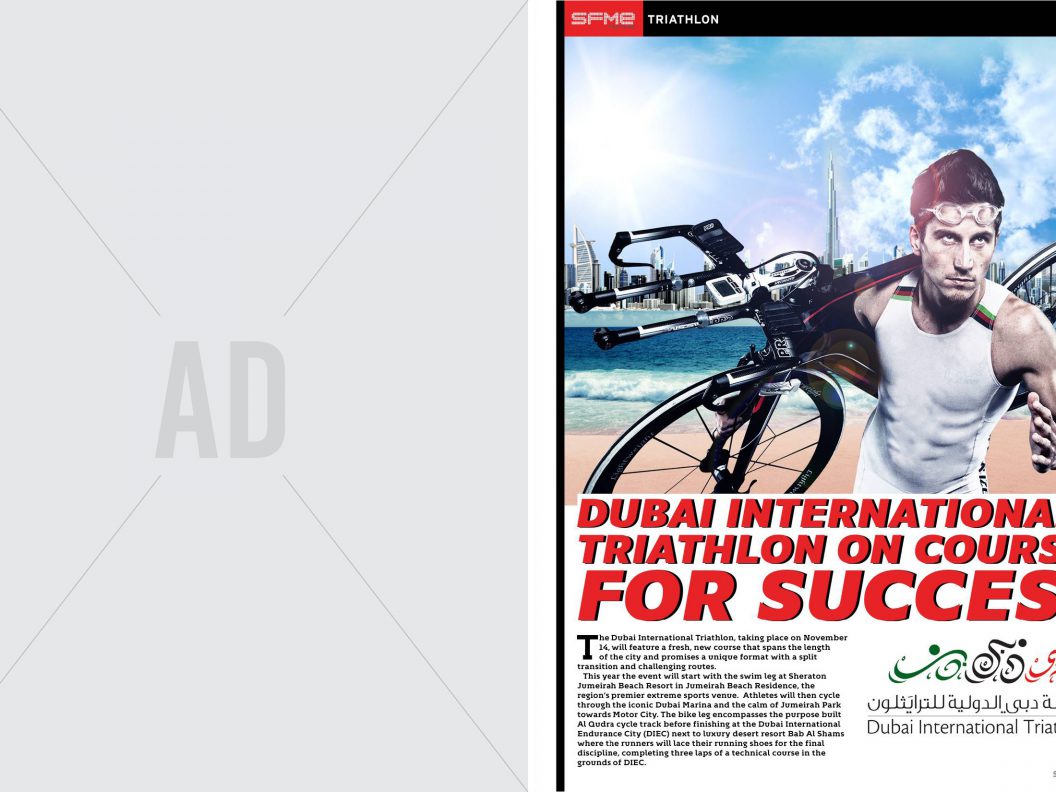 AD
SFMe TRIATHLON
DUBAI INTERNATIONA
TRIATHLON ON COURS
FOR SUCCES
The Dubai International Triathlon, taking place on November
14, will feature a fresh, new course that spans the length
of the city and promises a unique format with a split
transition and challenging routes.
This year the event will start with the swim leg at Sheraton
Jumeirah Beach Resort in Jumeirah Beach Residence, the
region's premier extreme sports venue. Athletes will then cycle
through the iconic Dubai Marina and the calm of Jumeirah Park
towards Motor City. The bike leg encompasses the purpose built
Al Qudra cycle track before finishing at the Dubai International
Endurance City (DIEC) next to luxury desert resort Bab Al Shams
where the runners will lace their running shoes for the final
discipline, completing three laps of a technical course in the
grounds of DIEC.
دبي الدولية للترايثلون
Dubai International Triat